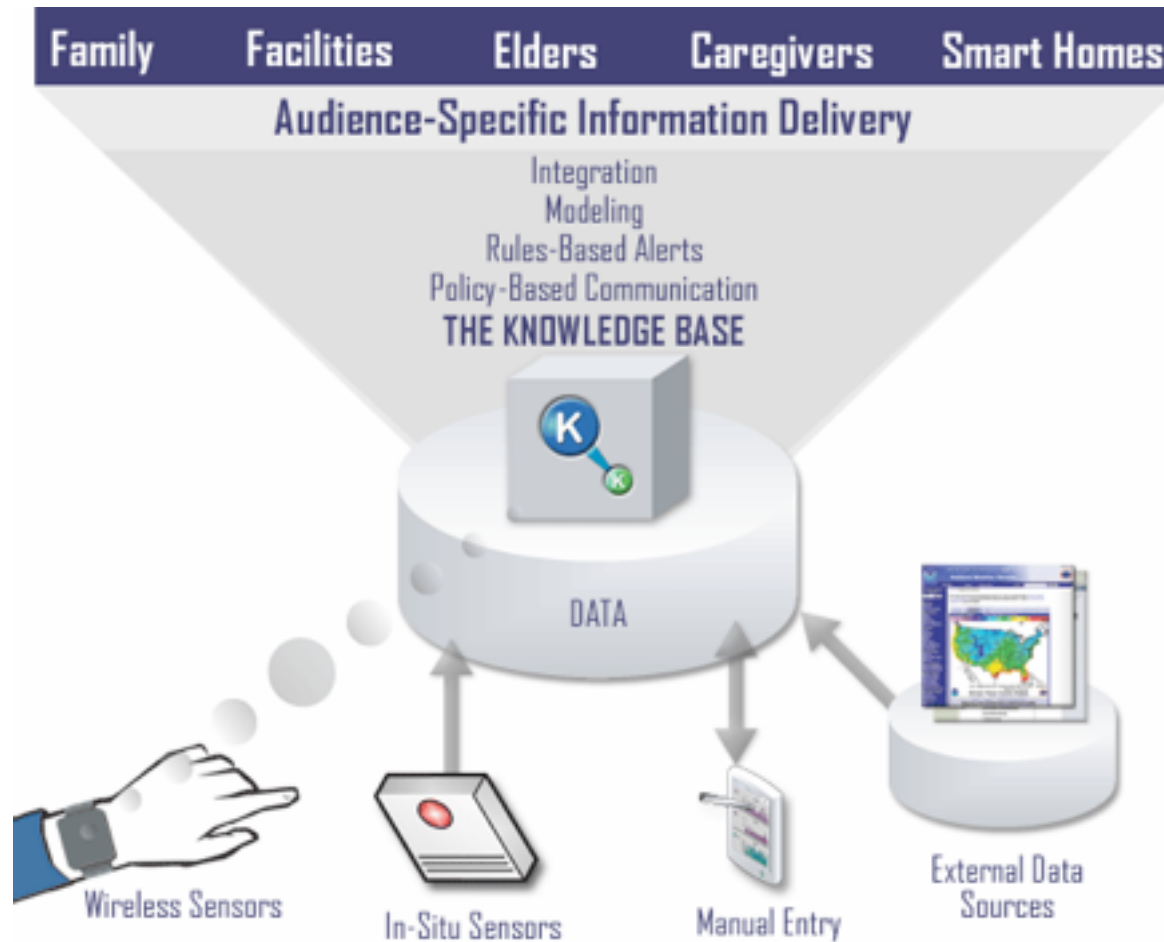 Family Facilities Elders Caregivers Smart Homes
Audience-Specific Information Delivery
Integration
Modeling
Rules-Based Alerts
Policy-Based Communication
THE KNOWLEDGE BASE
K
K
DATA
Wireless Sensors
In-Situ Sensors
Manual Entry
External Data
Sources